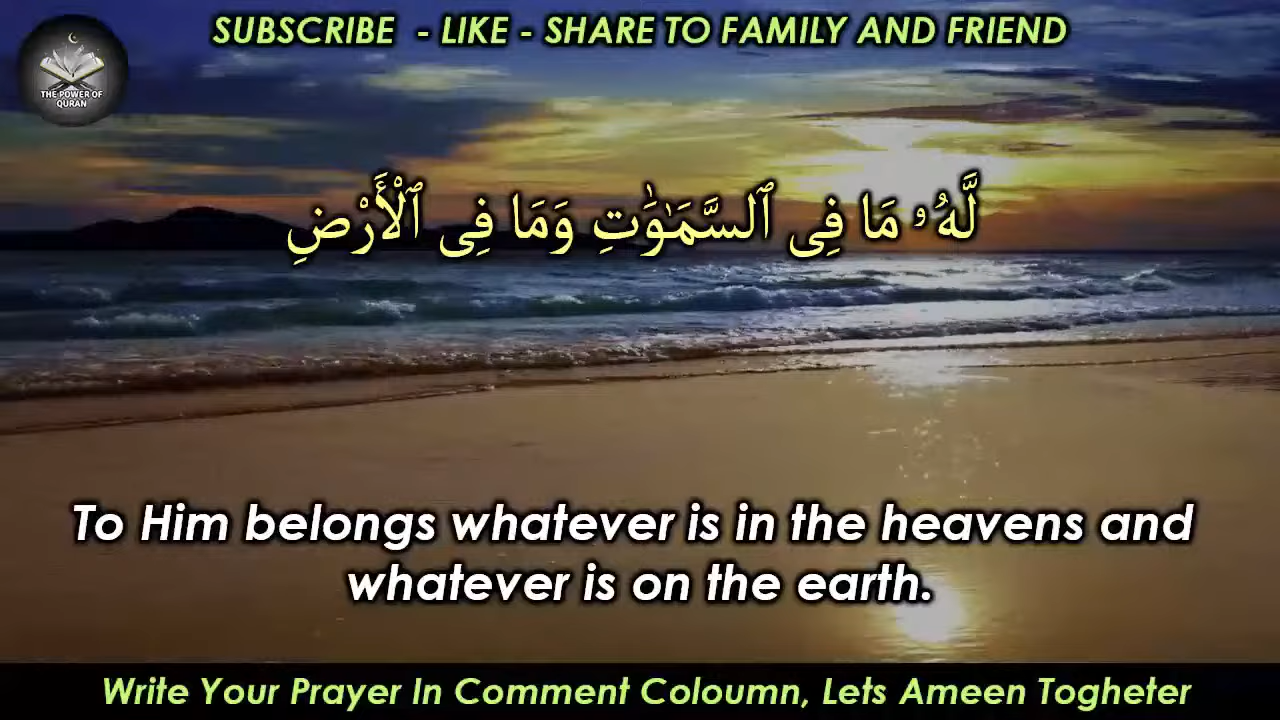 SUBSCRIBE - LIKE - SHARE TO FAMILY AND FRIEND
THE POWER OF
QURAN
لَّهُۥ مَا فِى ٱلسَّمَٰوَٰتِ وَمَا فِى ٱلْأَرْضِ
To Him belongs whatever is in the heavens and
whatever is on the earth.
Write Your Prayer In Comment Coloumn, Lets Ameen Togheter